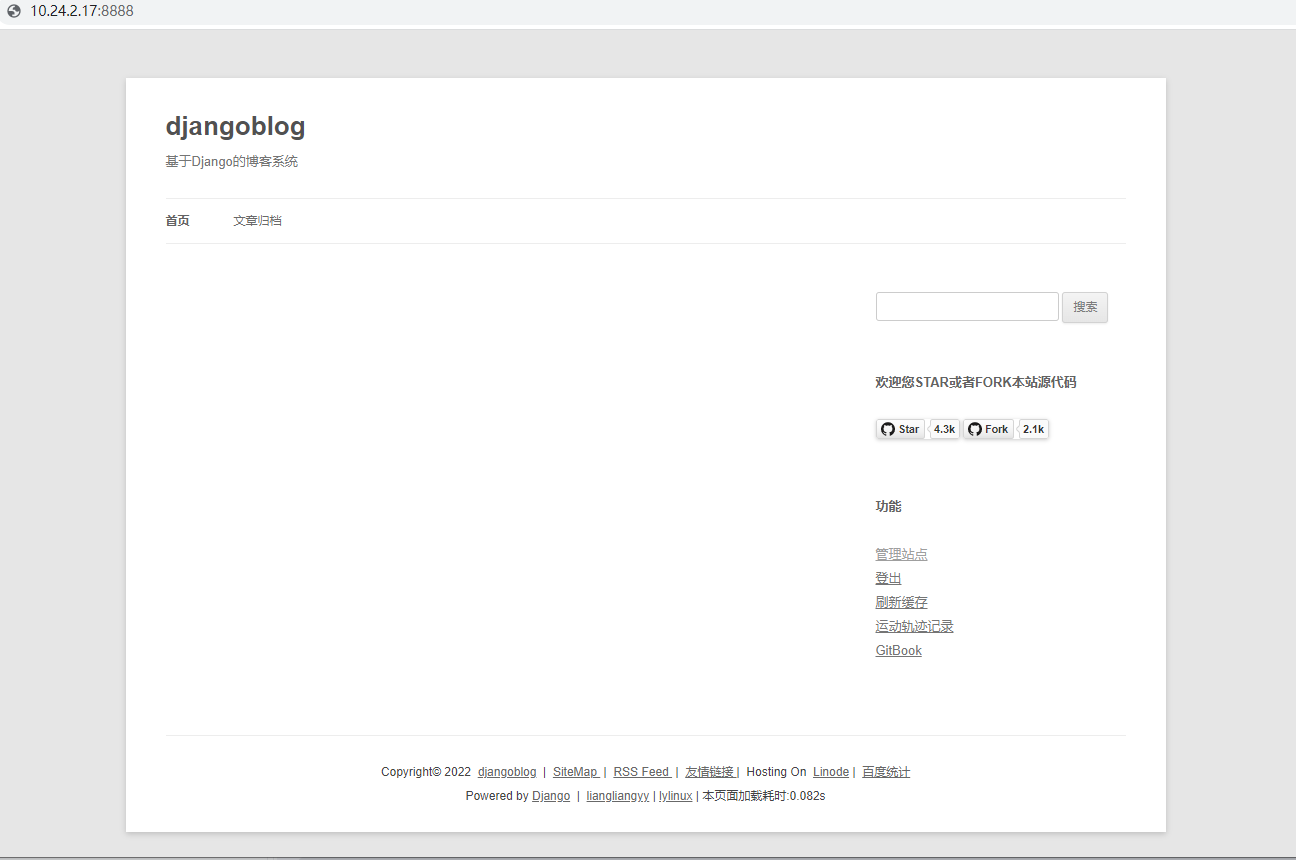 10.24.2.17:8888
djangoblog
基于Django的博客系统
首页 文章归档
搜索
欢迎您STAR或者FORK本站源代码
Star 4.3k Fork 2.1k
功能
管理站点
登出
刷新缓存
运动轨迹记录
GitBook
Copyright© 2022 djangoblog | SiteMap | RSS Feed | 友情链接 | Hosting On Linode | 百度统计
Powered by Django | liangliangyy | lylinux | 本页面加载耗时:0.082s